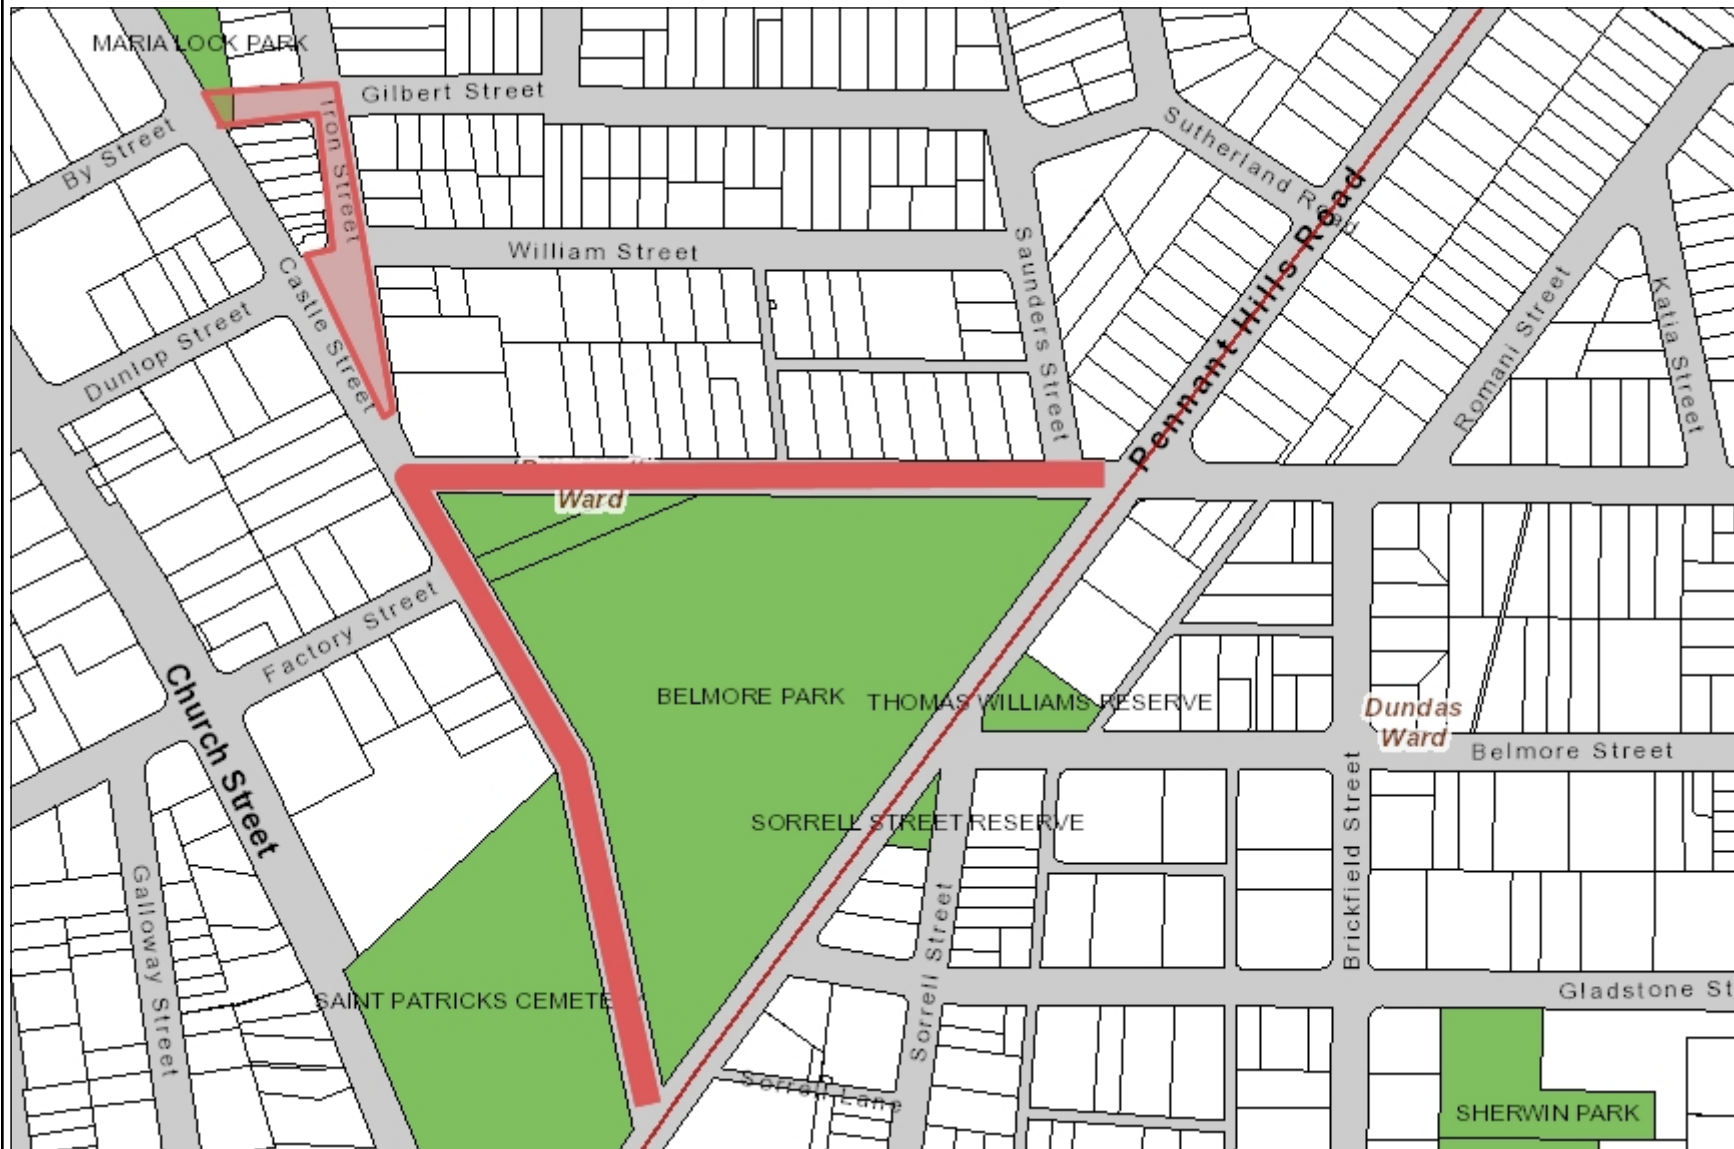 MARIA LOCK PARK
Gilbert Street
By Street
Iron Street
Sutherland Road
William Street
Saunders Street
Castle Street
Dunlop Street
Pennant Hills Road
Romani Street
Katia Street
Ward
Factory Street
Church Street
BELMORE PARK
THOMAS WILLIAMS RESERVE
Dundas
Ward
Belmore Street
SORRELL STREET RESERVE
Brickfield Street
Galloway Street
Sorrell Street
SAINT PATRICKS CEMETE
Gladstone St
Sorrell Lane
SHERWIN PARK